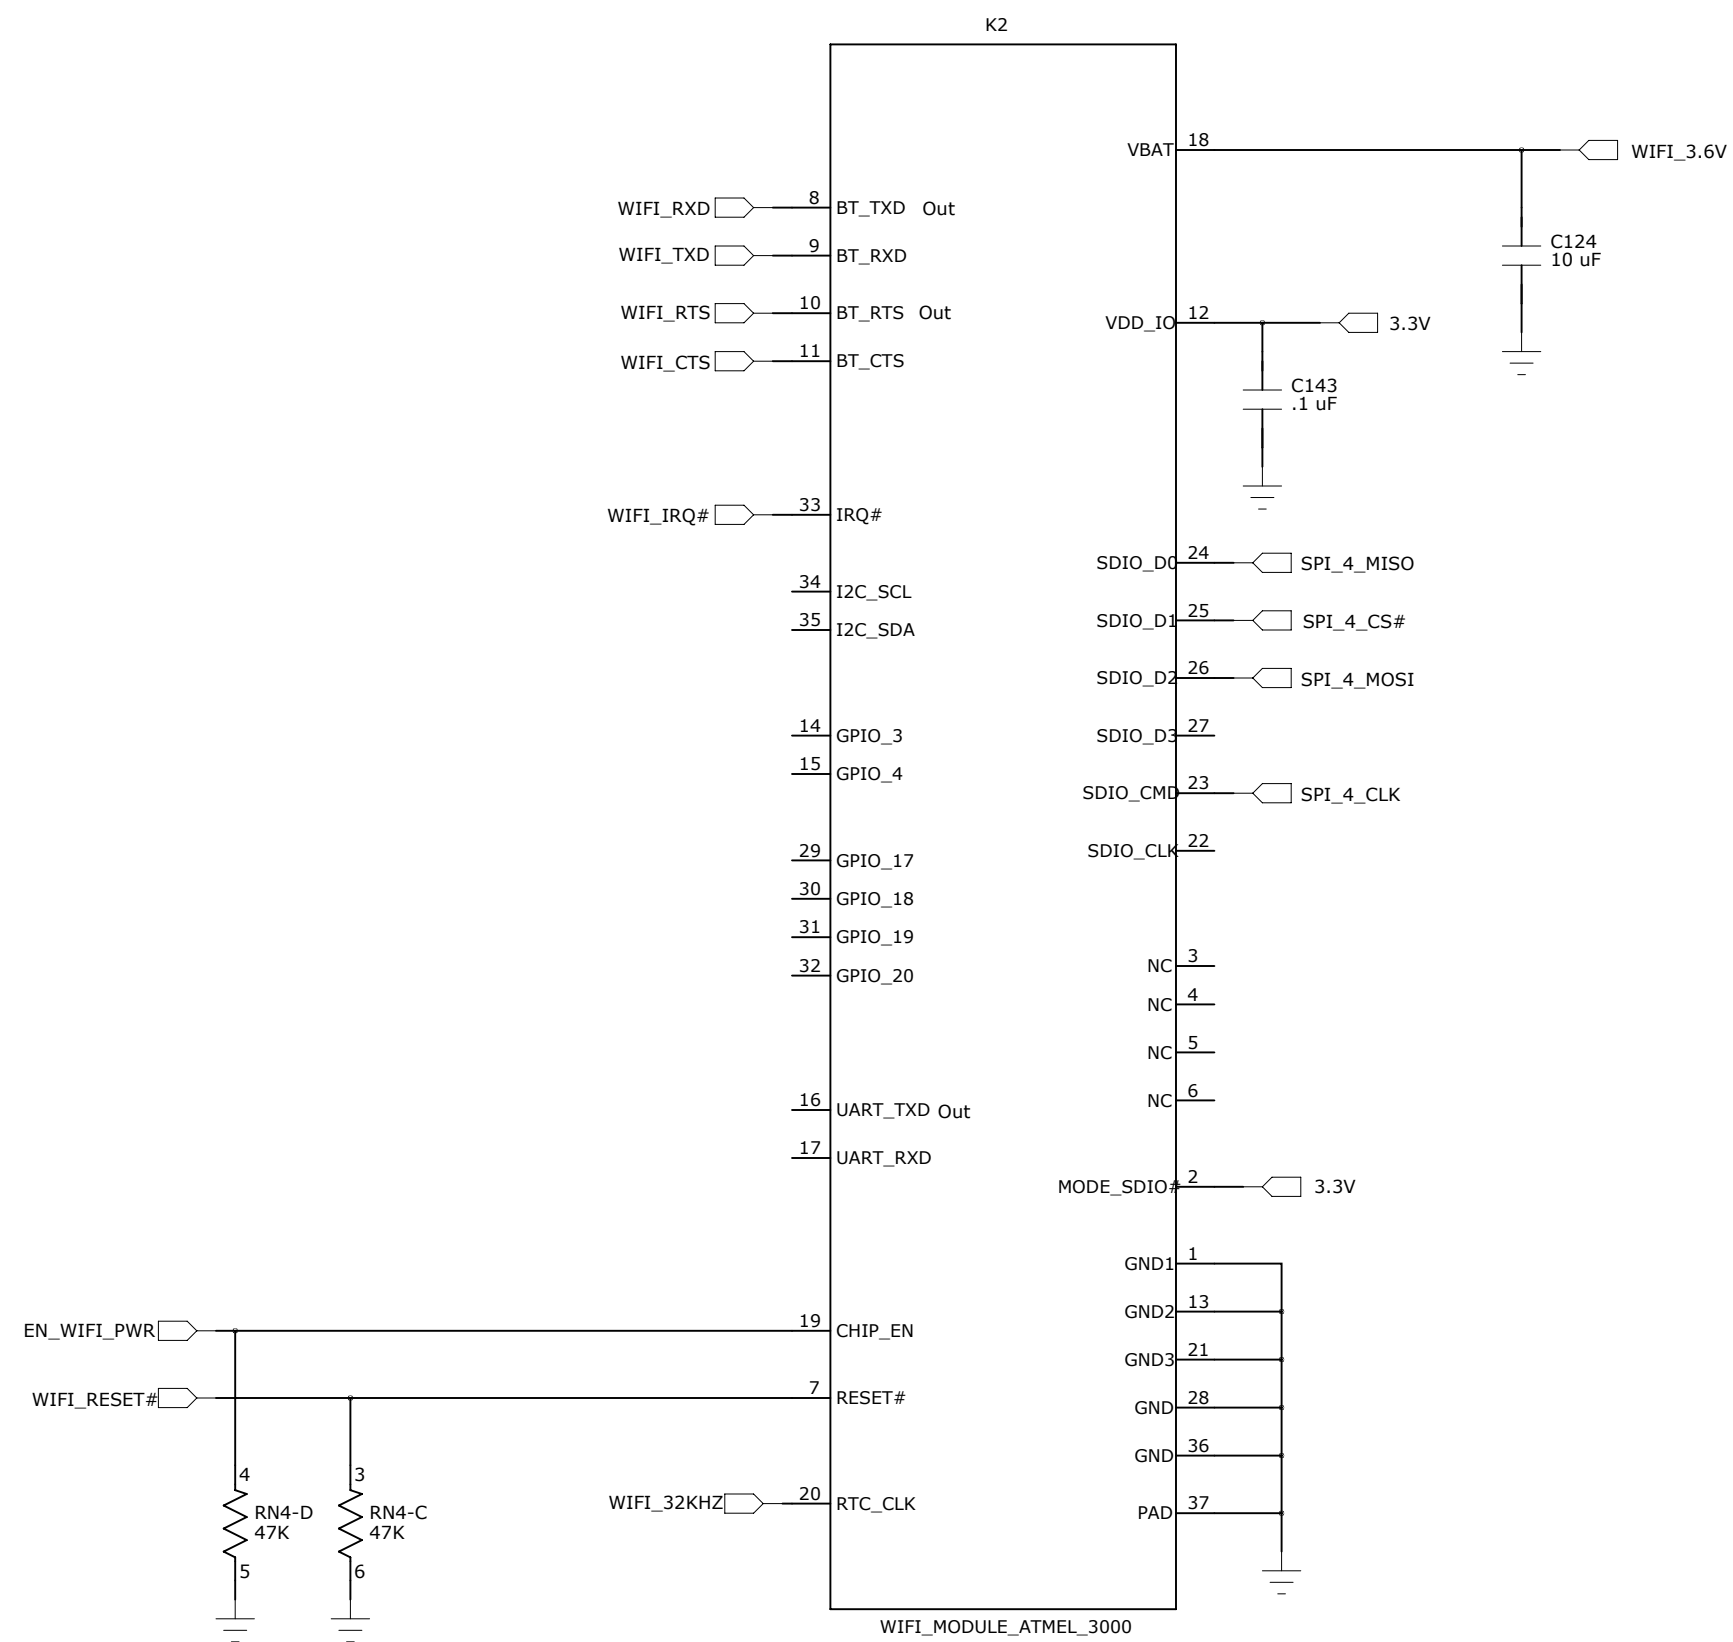 K2
18
VBAT
WIFI_3.6V
WIFI_RXD
8
BT_TXD Out
WIFI_TXD
9
BT_RXD
C124
10 uF
WIFI_RTS
10
BT_RTS Out
VDD_IO
12
3.3V
WIFI_CTS
11
BT_CTS
C143
.1 uF
WIFI_IRQ#
33
IRQ#
SDIO_D0
24
SPI_4_MISO
34
I2C_SCL
SDIO_D1
25
SPI_4_CS#
35
I2C_SDA
SDIO_D2
26
SPI_4_MOSI
14
GPIO_3
SDIO_D3
27
15
GPIO_4
SDIO_CMD
23
SPI_4_CLK
SDIO_CLK
22
29
GPIO_17
30
GPIO_18
31
GPIO_19
NC
3
32
GPIO_20
NC
4
NC
5
NC
6
16
UART_TXD Out
17
UART_RXD
MODE_SDIO#
2
3.3V
GND1
1
GND2
13
EN_WIFI_PWR
19
CHIP_EN
GND3
21
WIFI_RESET#
7
RESET#
GND
28
GND
36
4
3
WIFI_32KHZ
20
RTC_CLK
PAD
37
RN4-D
47K
RN4-C
47K
5
6
WIFI_MODULE_ATMEL_3000